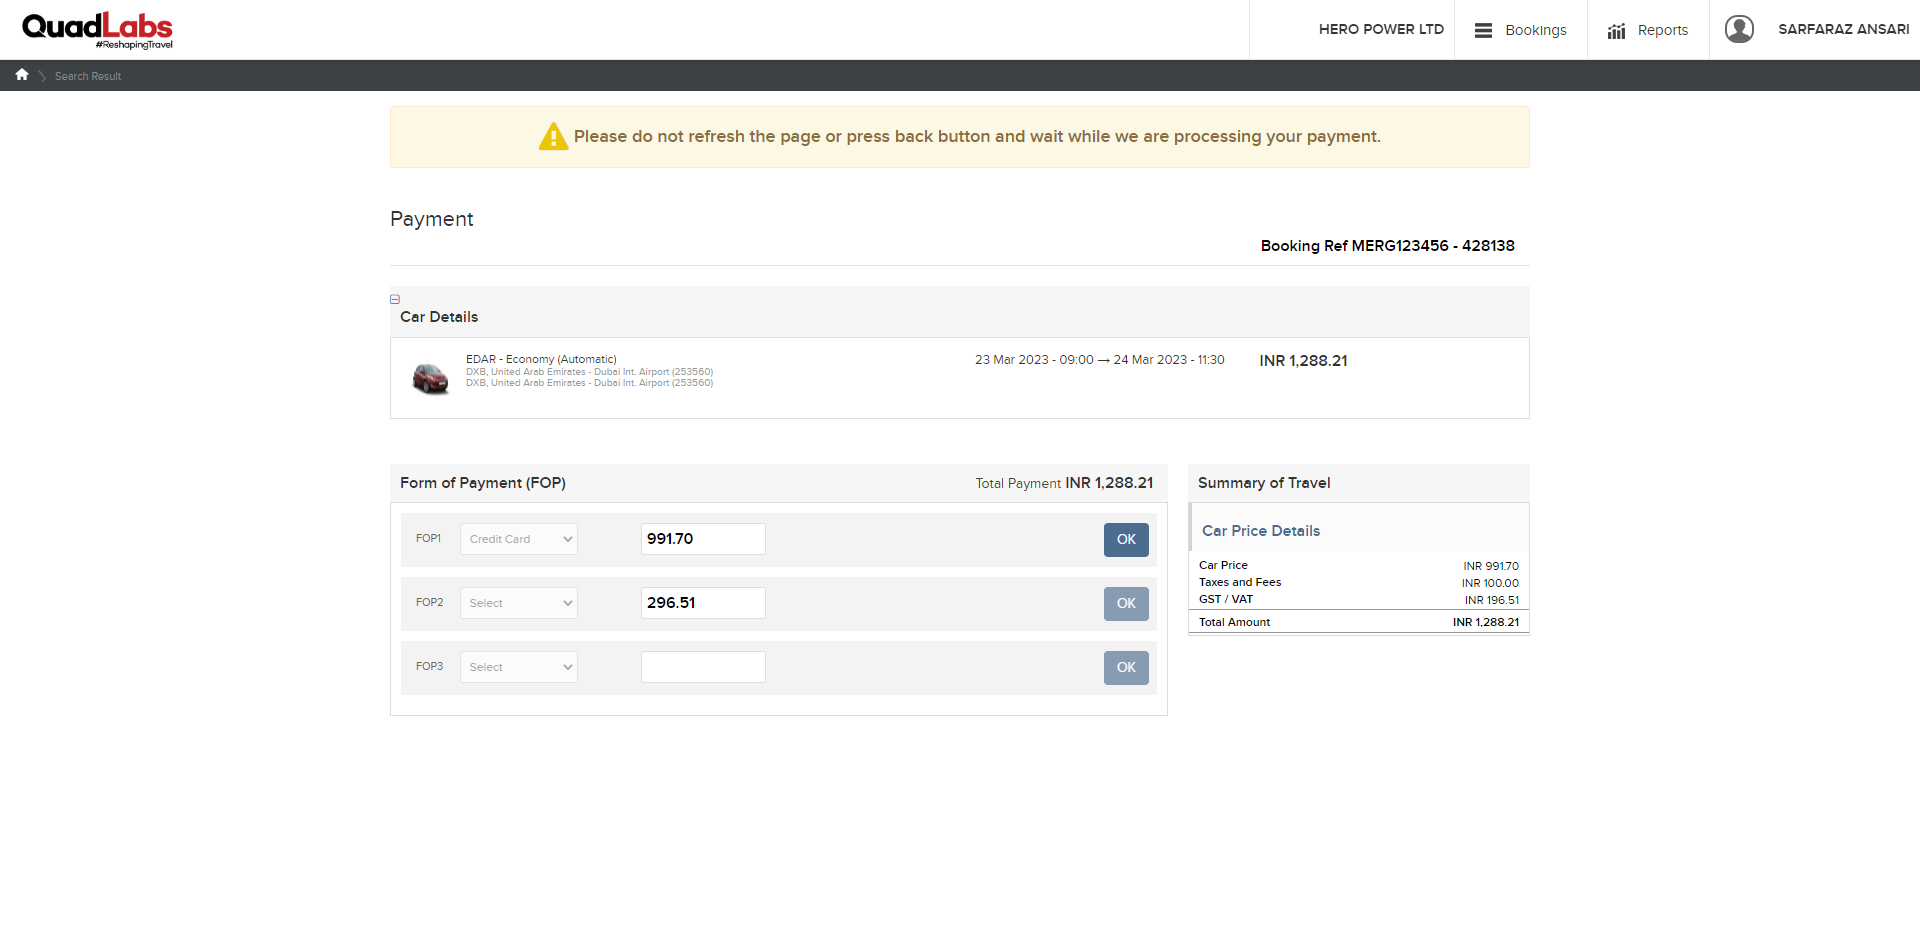 QuadLabs
#ReshapingTravel
HERO POWER LTD
Bookings
Reports
SARFARAZ ANSARI
Search Result
Please do not refresh the page or press back button and wait while we are processing your payment.
Payment
Booking Ref MERG123456 - 428138
Car Details
EDAR - Economy (Automatic)
DXB, United Arab Emirates - Dubai Int. Airport (253560)
DXB, United Arab Emirates - Dubai Int. Airport (253560)
23 Mar 2023 - 09:00 → 24 Mar 2023 - 11:30
INR 1,288.21
Form of Payment (FOP)
Total Payment INR 1,288.21
FOP1 Credit Card 991.70 OK
FOP2 Select 296.51 OK
FOP3 Select OK
Summary of Travel
Car Price Details
Car Price INR 991.70
Taxes and Fees INR 100.00
GST / VAT INR 196.51
Total Amount INR 1,288.21